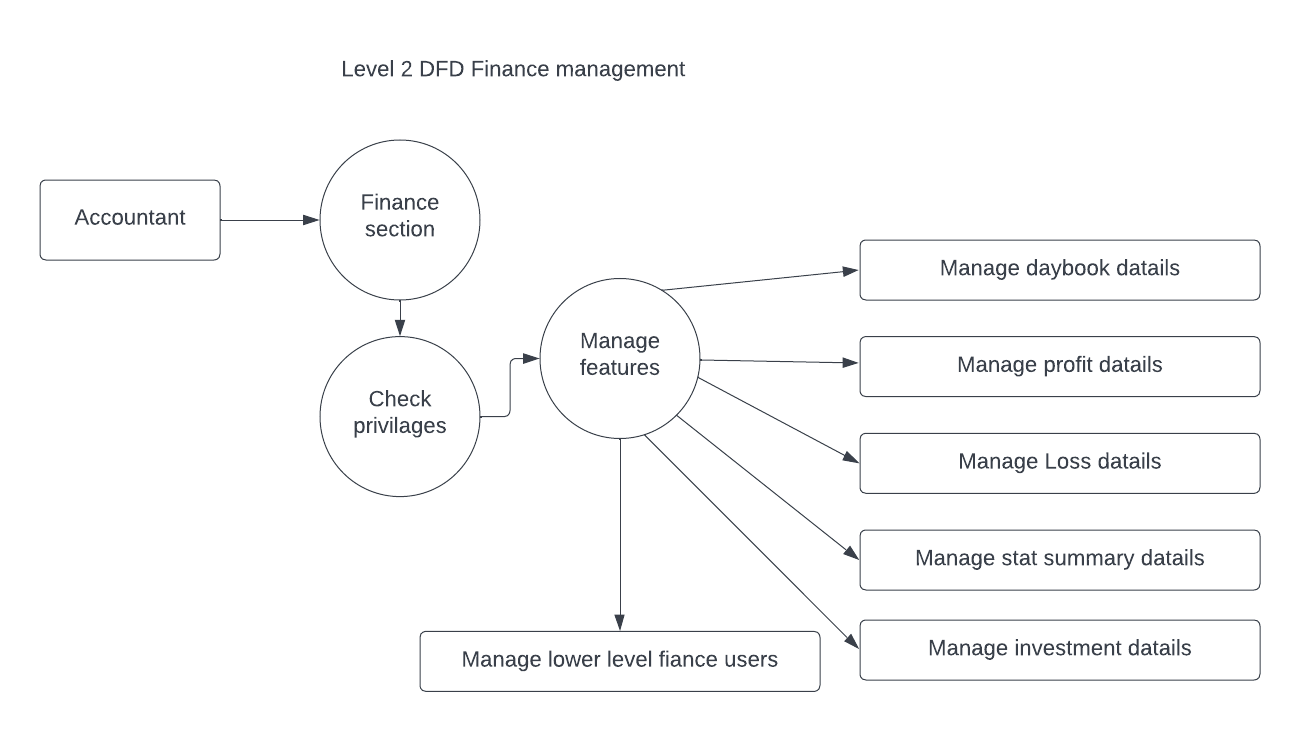 Level 2 DFD Finance management
Accountant
Finance
section
Check
privilages
Manage
features
Manage daybook datails
Manage profit datails
Manage Loss datails
Manage stat summary datails
Manage investment datails
Manage lower level fiance users